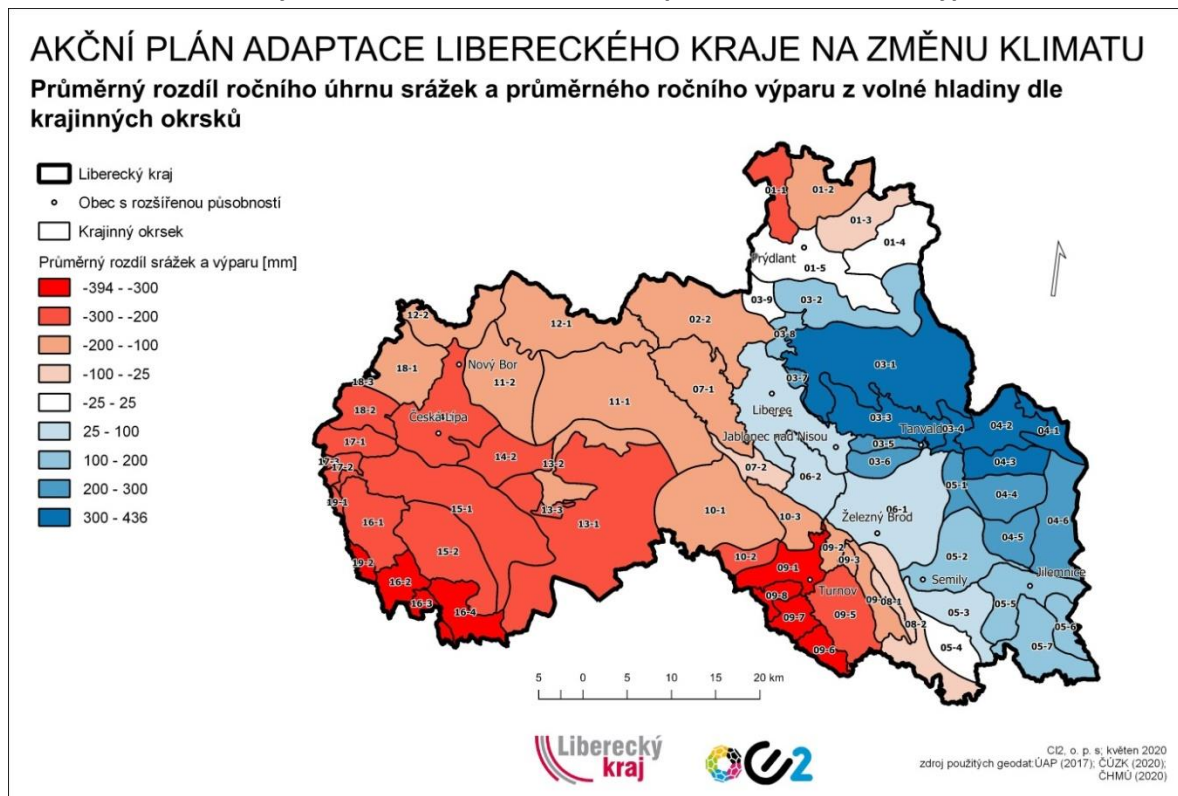 AKČNÍ PLÁN ADAPTACE LIBERECKÉHO KRAJE NA ZMĚNU KLIMATU
Průměrný rozdíl ročního úhrnu srážek a průměrného ročního výparu z volné hladiny dle
krajinných okrsků
Liberecký kraj
Obec s rozšířenou působností
Krajinný okrsek
Průměrný rozdíl srážek a výparu [mm]
-394 - -300
-300 - -200
-200 - -100
-100 - -25
-25 - 25
25 - 100
100 - 200
200 - 300
300 - 436
01-1
01-2
01-3
01-4
Frýdlant
01-5
03-9
03-2
12-2
12-1
02-2
03-8
03-1
18-1
Nový Bor
11-2
18-3
11-1
07-1
03-7
Liberec
18-2
Česká Lípa
03-3
Tanvald
03-4
04-2
04-1
17-1
Jablonec nad Nisou
03-5
14-2
13-2
07-2
03-6
04-3
17-3
17-2
06-2
05-1
04-4
19-1
15-1
13-3
13-1
10-1
10-3
06-1
Železný Brod
04-6
16-1
15-2
09-2
04-5
19-2
10-2
09-1
09-3
05-2
16-2
Turnov
Semily
Jilemnice
16-3
16-4
09-8
09-7
09-5
08-1
08-2
05-3
05-5
05-6
09-6
05-4
05-7
5 0 5 10 15 20 km
Liberecký
kraj
CI2
CI2, o. p. s; květen 2020
zdroj použitých geodat:ÚAP (2017); ČÚZK (2020);
ČHMÚ (2020)